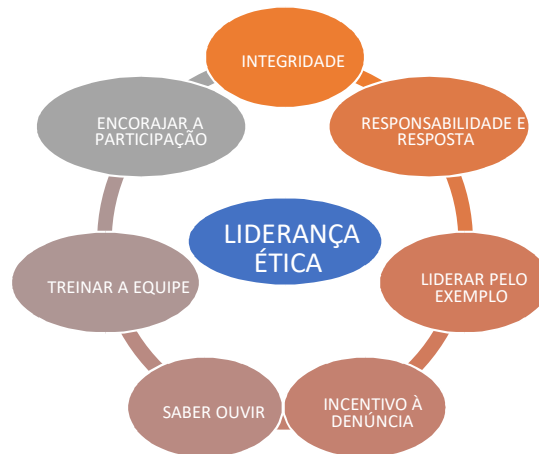 INTEGRIDADE
RESPONSABILIDADE E
RESPOSTA
LIDERAR PELO
EXEMPLO
INCENTIVO À
DENÚNCIA
SABER OUVIR
TREINAR A EQUIPE
ENCORAJAR A
PARTICIPAÇÃO
LIDERANÇA
ÉTICA